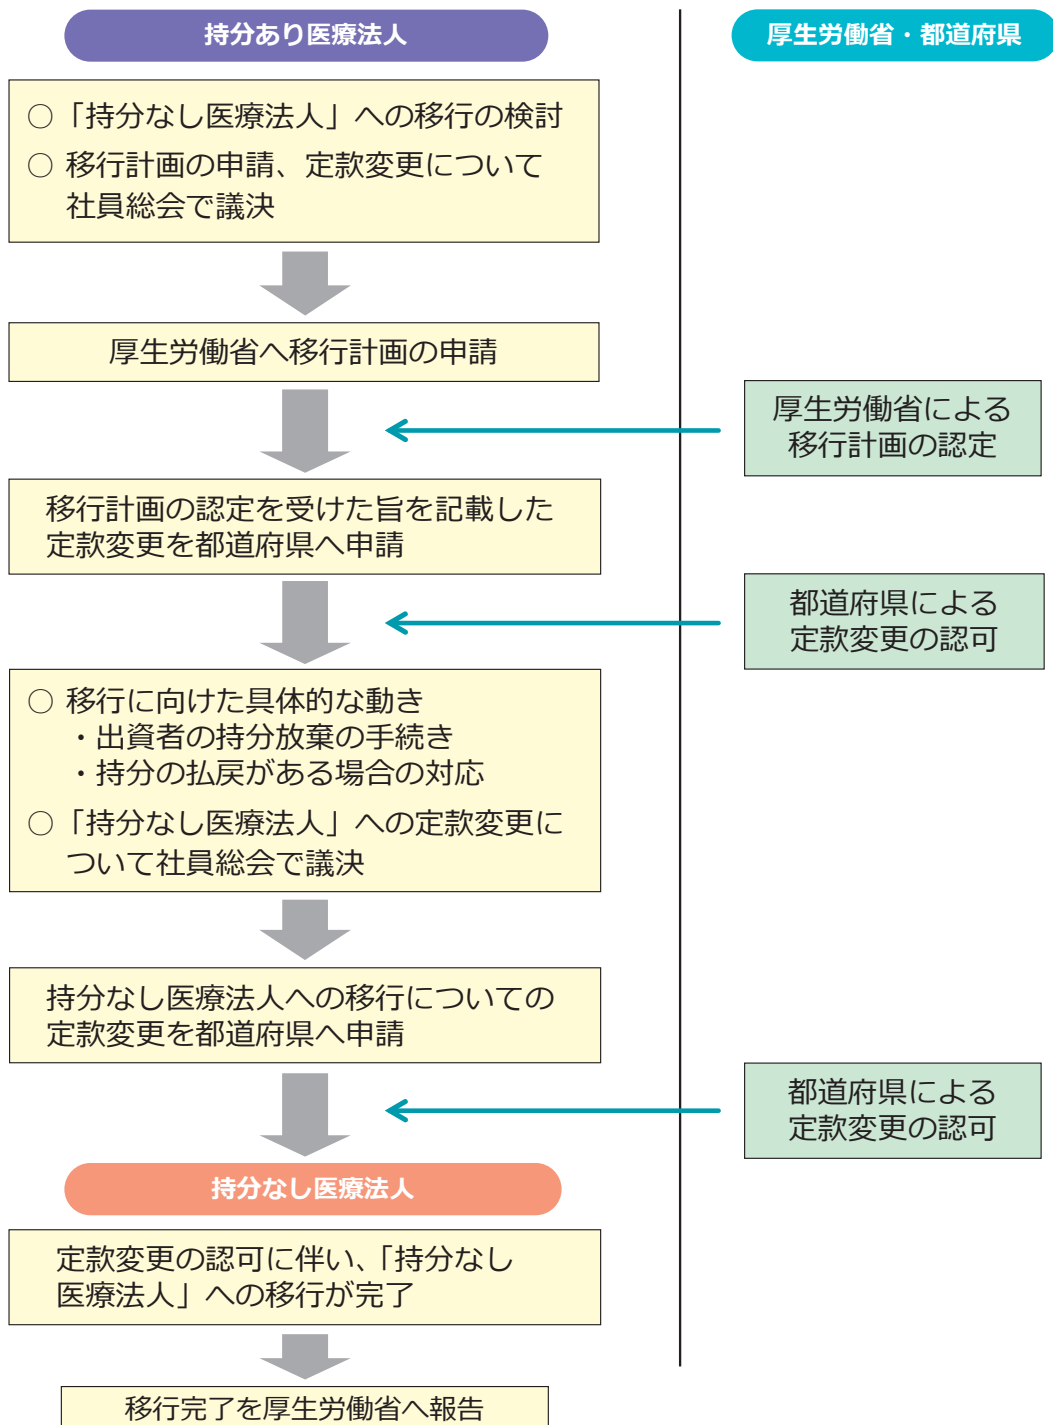 持分あり医療法人
厚生労働省・都道府県
○「持分なし医療法人」への移行の検討
○ 移行計画の申請、定款変更について
社員総会で議決
厚生労働省へ移行計画の申請
厚生労働省による
移行計画の認定
移行計画の認定を受けた旨を記載した
定款変更を都道府県へ申請
都道府県による
定款変更の認可
○ 移行に向けた具体的な動き
・出資者の持分放棄の手続き
・持分の払戻がある場合の対応
○「持分なし医療法人」への定款変更に
ついて社員総会で議決
持分なし医療法人への移行についての
定款変更を都道府県へ申請
都道府県による
定款変更の認可
持分なし医療法人
定款変更の認可に伴い、「持分なし
医療法人」への移行が完了
移行完了を厚生労働省へ報告